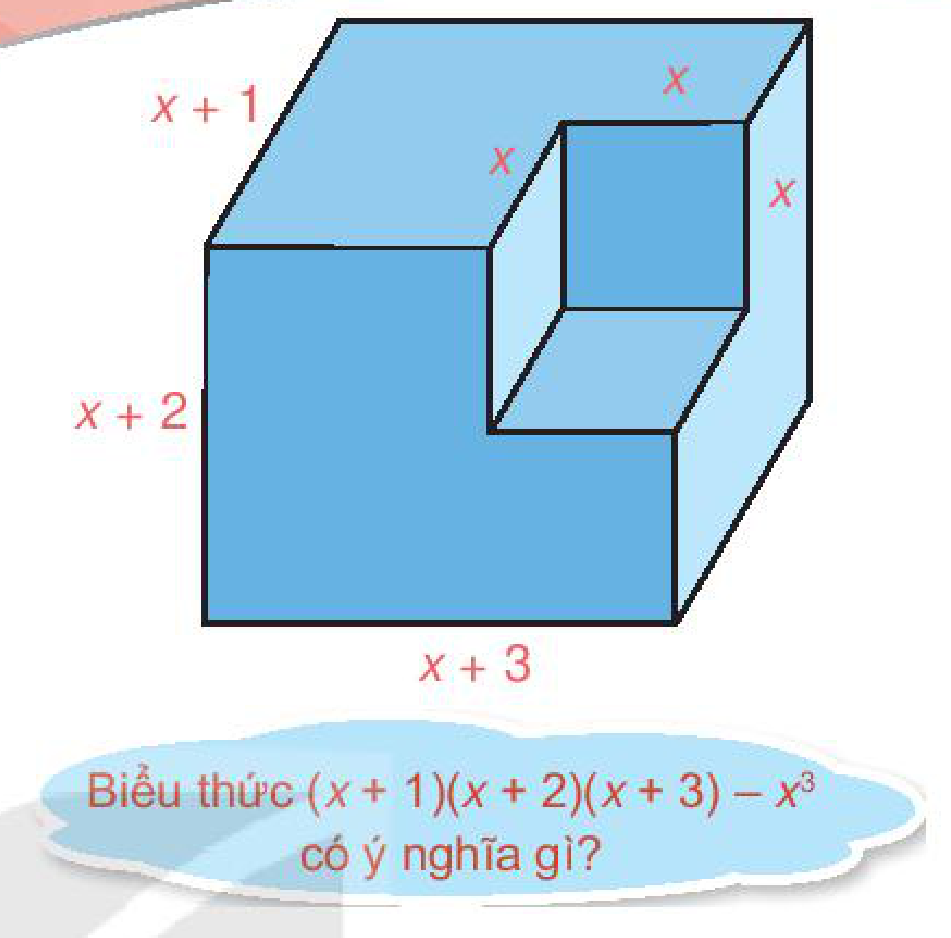 x + 1
x
x
x
x + 2
x + 3
Biểu thức (x + 1)(x + 2)(x + 3) – x³
có ý nghĩa gì?